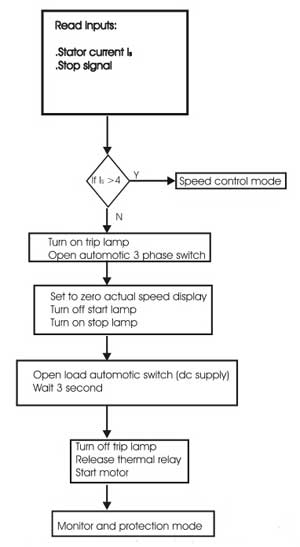 Read Inputs:
.Stator current Is
.Stop signal
If Is >4
Y
Speed control mode
N
Turn on trip lamp
Open automotic 3 phase switch
Set to zero actual speed display
Turn off start lamp
Turn on stop lamp
Open load automotic switch (dc supply)
Wait 3 second
Turn off trip lamp
Release thermal relay
Start motor
Monitor and protection mode